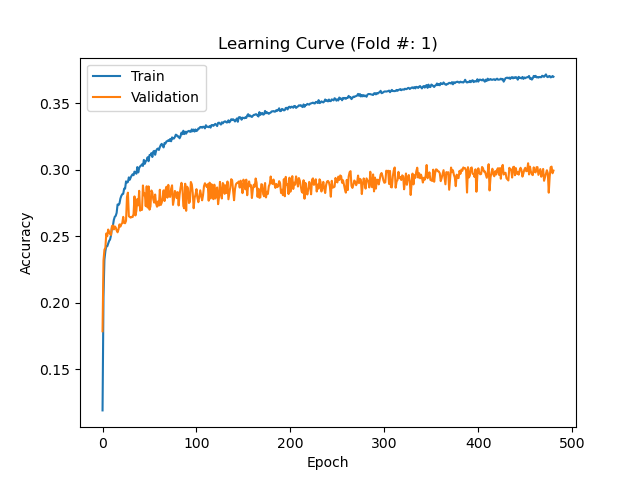 Learning Curve (Fold #: 1)
Train
Validation
0.35
0.30
0.25
0.20
0.15
Accuracy
0 100 200 300 400 500
Epoch